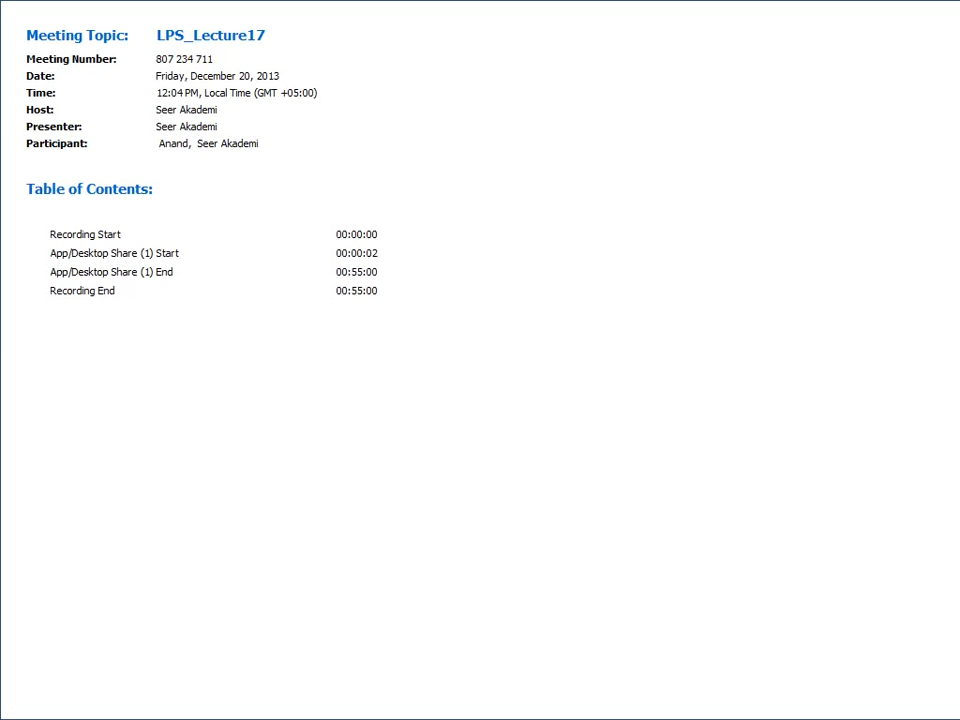 Meeting Topic: LPS_Lecture17
Meeting Number: 807 234 711
Date: Friday, December 20, 2013
Time: 12:04 PM, Local Time (GMT +05:00)
Host: Seer Akademi
Presenter: Seer Akademi
Participant: Anand, Seer Akademi
Table of Contents:
Recording Start 00:00:00
App/Desktop Share (1) Start 00:00:02
App/Desktop Share (1) End 00:55:00
Recording End 00:55:00